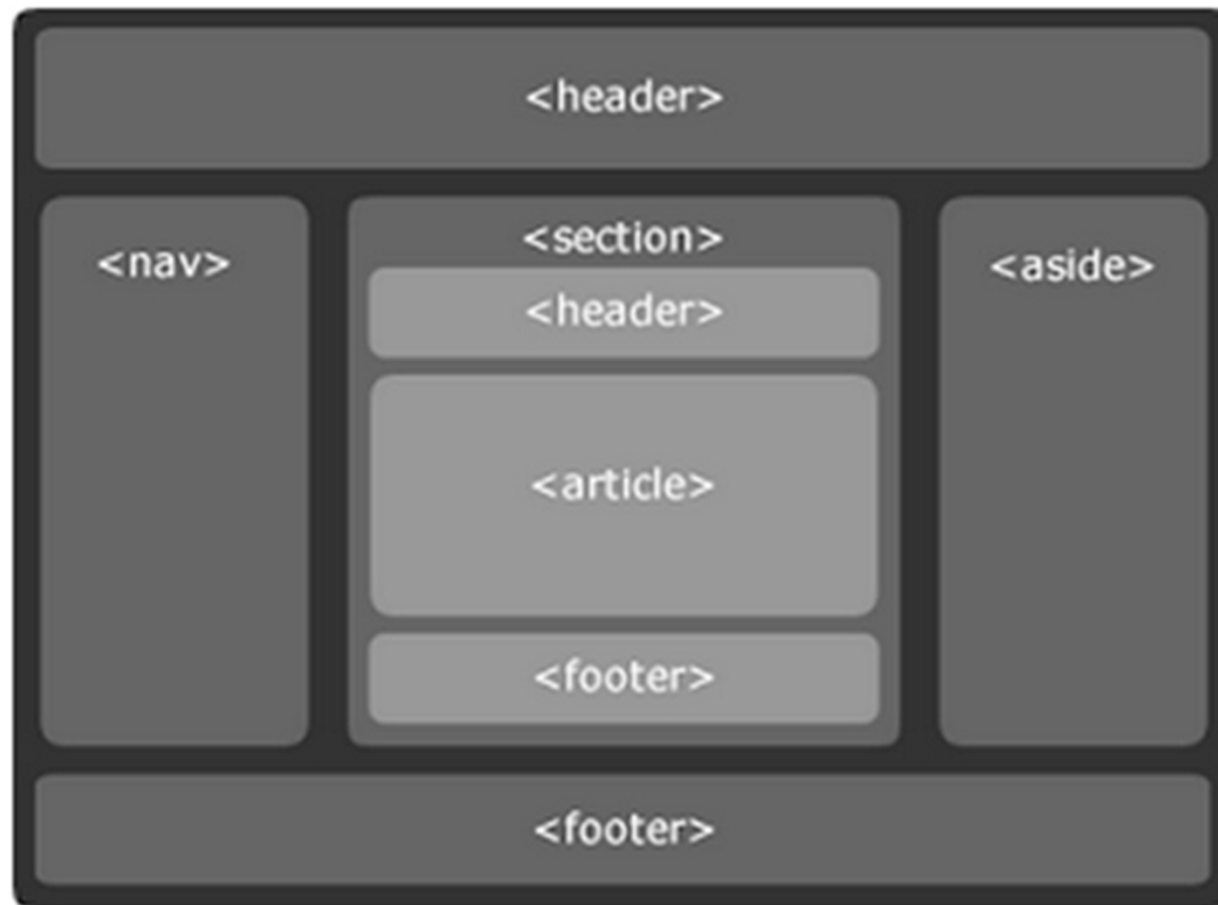 <header>
<nav>
<section>
<header>
<article>
<footer>
<aside>
<footer>